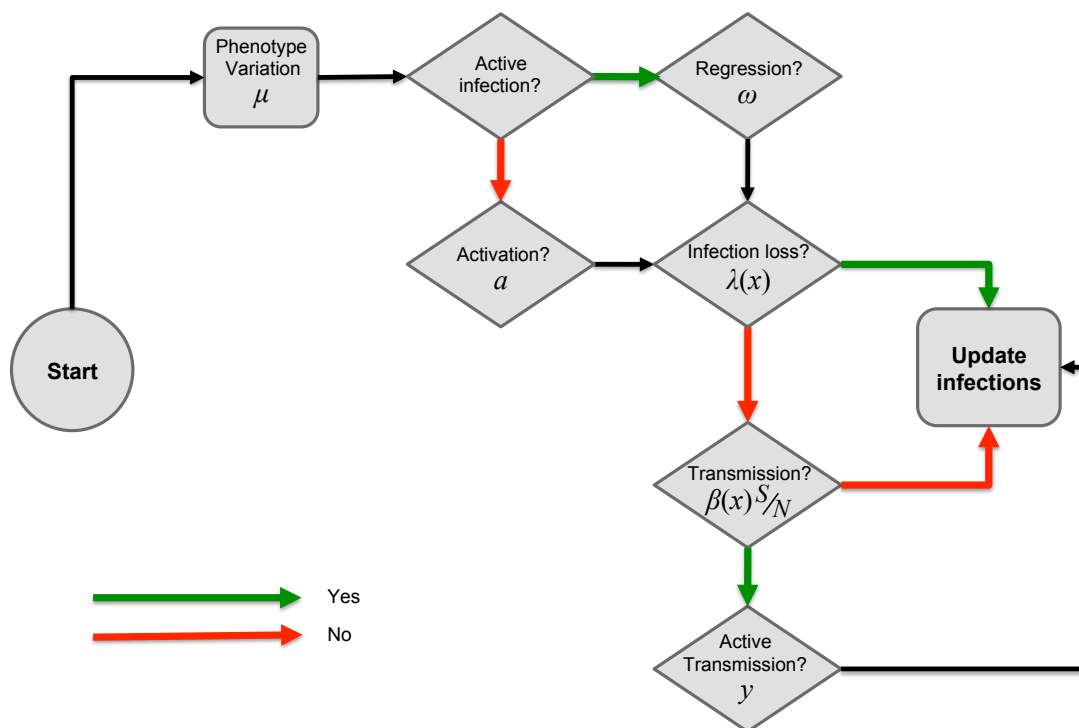 Phenotype
Variation
μ
Active
infection?
Regression?
ω
Activation?
a
Infection loss?
λ(x)
Start
Update
infections
Transmission?
β(x) S/N
Yes
No
Active
Transmission?
y